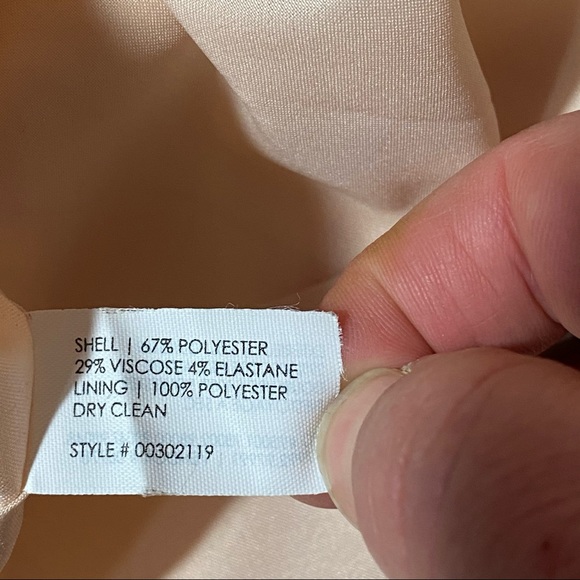 SHELL | 67% POLYESTER
29% VISCOSE 4% ELASTANE
LINING | 100% POLYESTER
DRY CLEAN
STYLE # 00302119